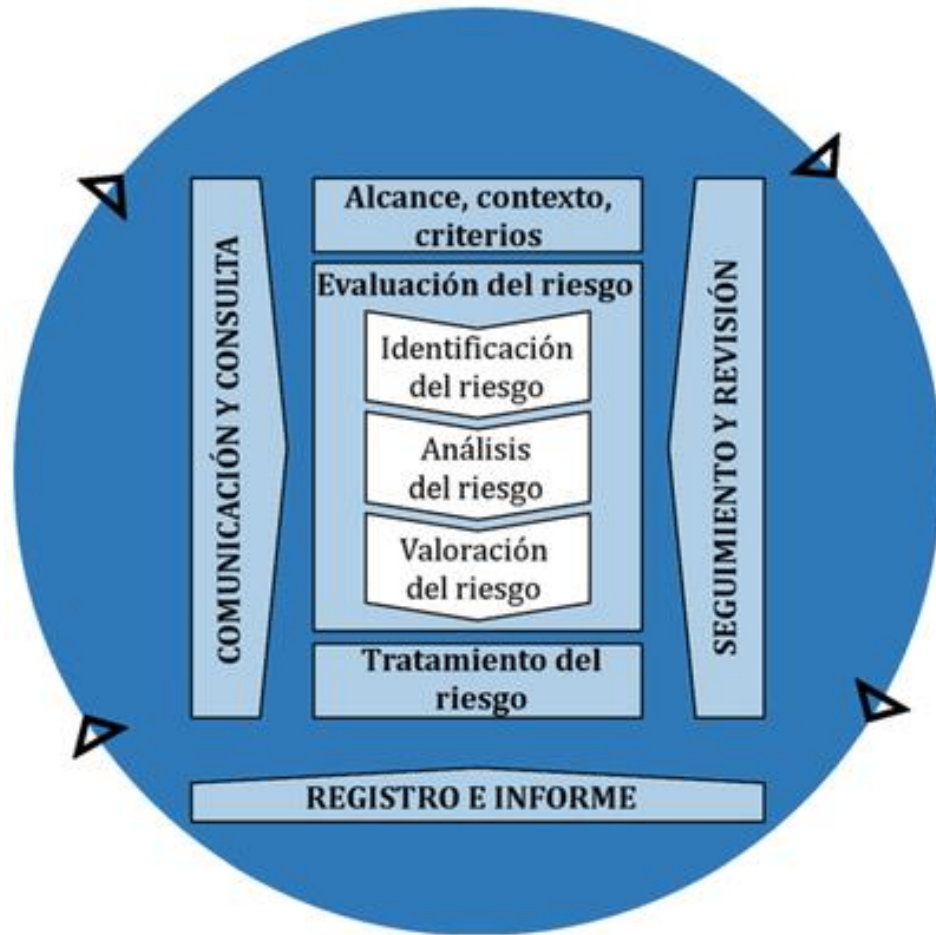 Alcance, contexto,
criterios
Evaluación del riesgo
Identificación
del riesgo
Análisis
del riesgo
Valoración
del riesgo
Tratamiento del
riesgo
COMUNICACIÓN Y CONSULTA
SEGUIMIENTO Y REVISIÓN
REGISTRO E INFORME